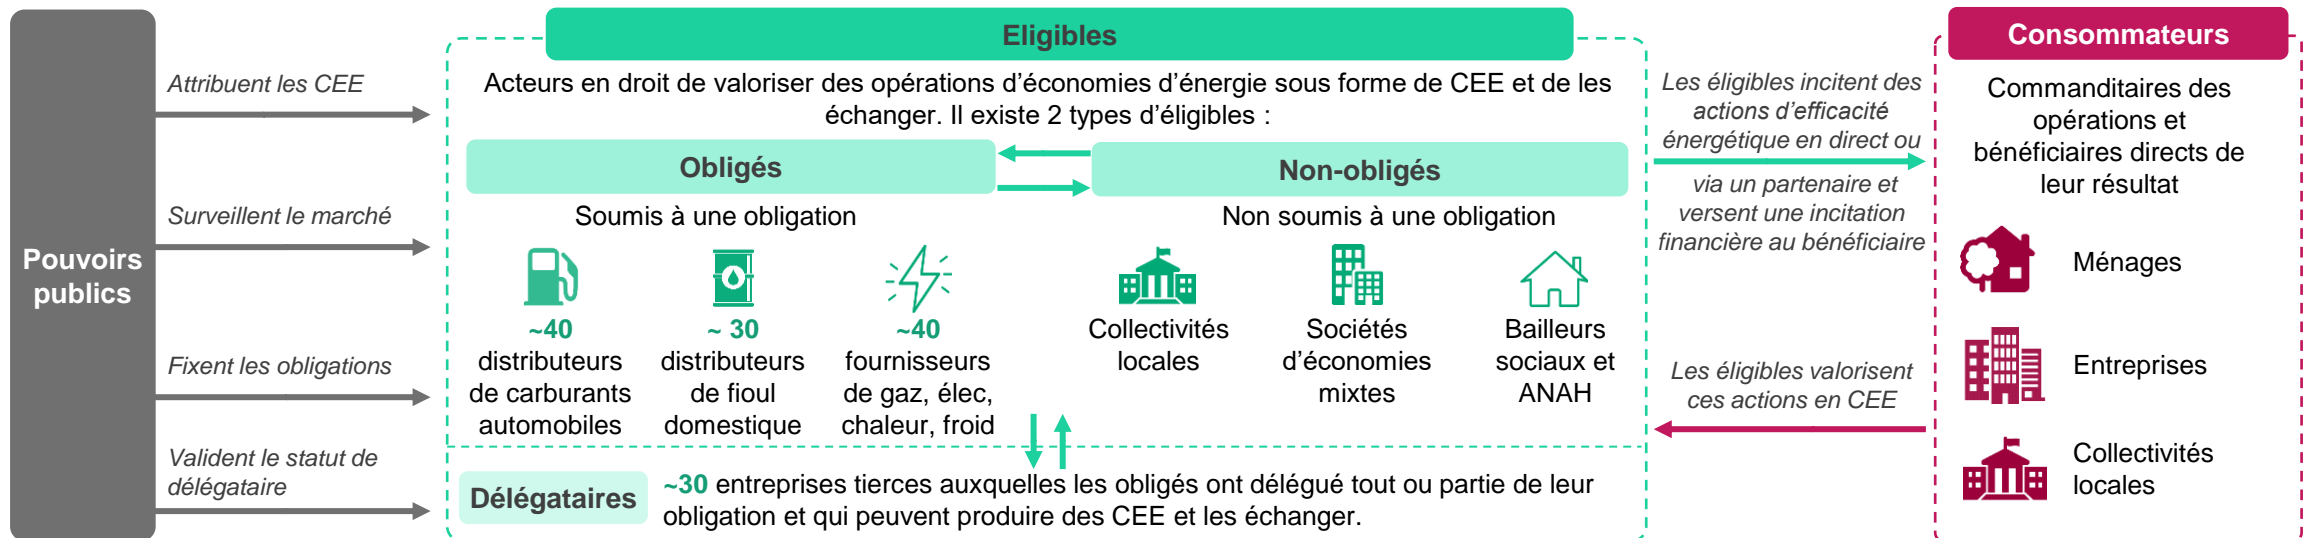 Pouvoirs
publics
Attribuent les CEE
Surveillent le marché
Fixent les obligations
Valident le statut de
délégataire
Eligibles
Acteurs en droit de valoriser des opérations d'économies d'énergie sous forme de CEE et de les
échanger. Il existe 2 types d'éligibles :
Obligés
Soumis à une obligation
~40
distributeurs
de carburants
automobiles
~ 30
distributeurs
de fioul
domestique
~40
fournisseurs
de gaz, élec,
chaleur, froid
Non-obligés
Non soumis à une obligation
Collectivités
locales
Sociétés
d'économies
mixtes
Bailleurs
sociaux et
ANAH
Délégataires
~30 entreprises tierces auxquelles les obligés ont délégué tout ou partie de leur
obligation et qui peuvent produire des CEE et les échanger.
Les éligibles incitent des
actions d'efficacité
énergétique en direct ou
via un partenaire et
versent une incitation
financière au bénéficiaire
Les éligibles valorisent
ces actions en CEE
Consommateurs
Commanditaires des
opérations et
bénéficiaires directs de
leur résultat
Ménages
Entreprises
Collectivités
locales